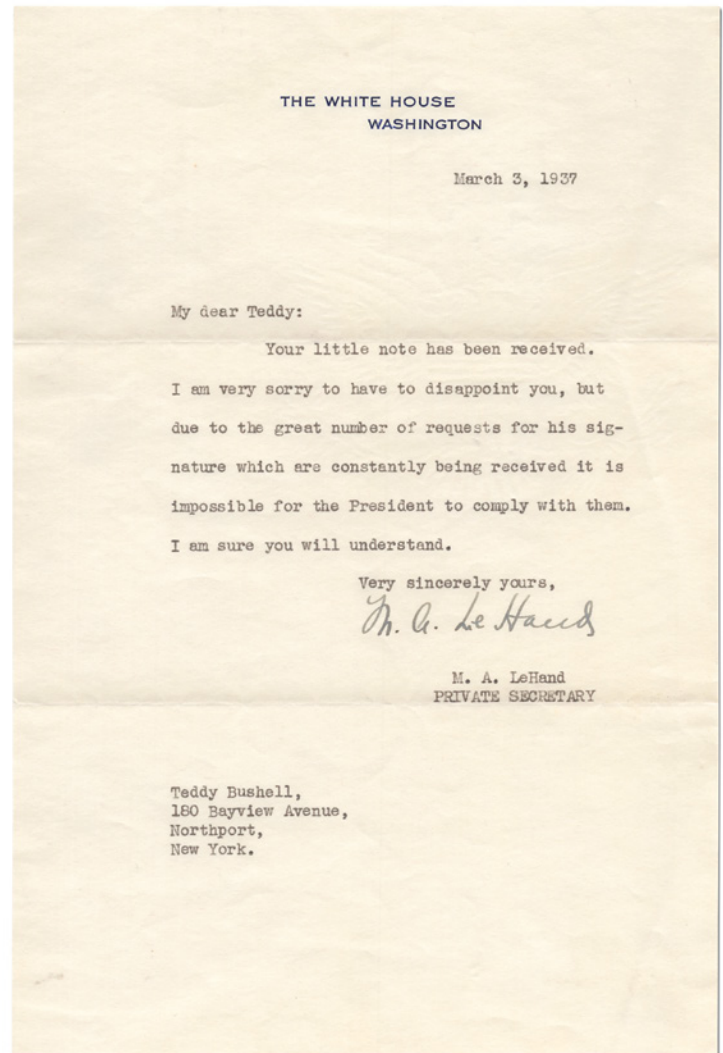 THE WHITE HOUSE
WASHINGTON
March 3, 1937
My dear Teddy:
Your little note has been received.
I am very sorry to have to disappoint you, but
due to the great number of requests for his sig-
nature which are constantly being received it is
impossible for the President to comply with them.
I am sure you will understand.
Very sincerely yours,
M. A. Le Hand
M. A. LeHand
PRIVATE SECRETARY
Teddy Bushell,
180 Bayview Avenue,
Northport,
New York.